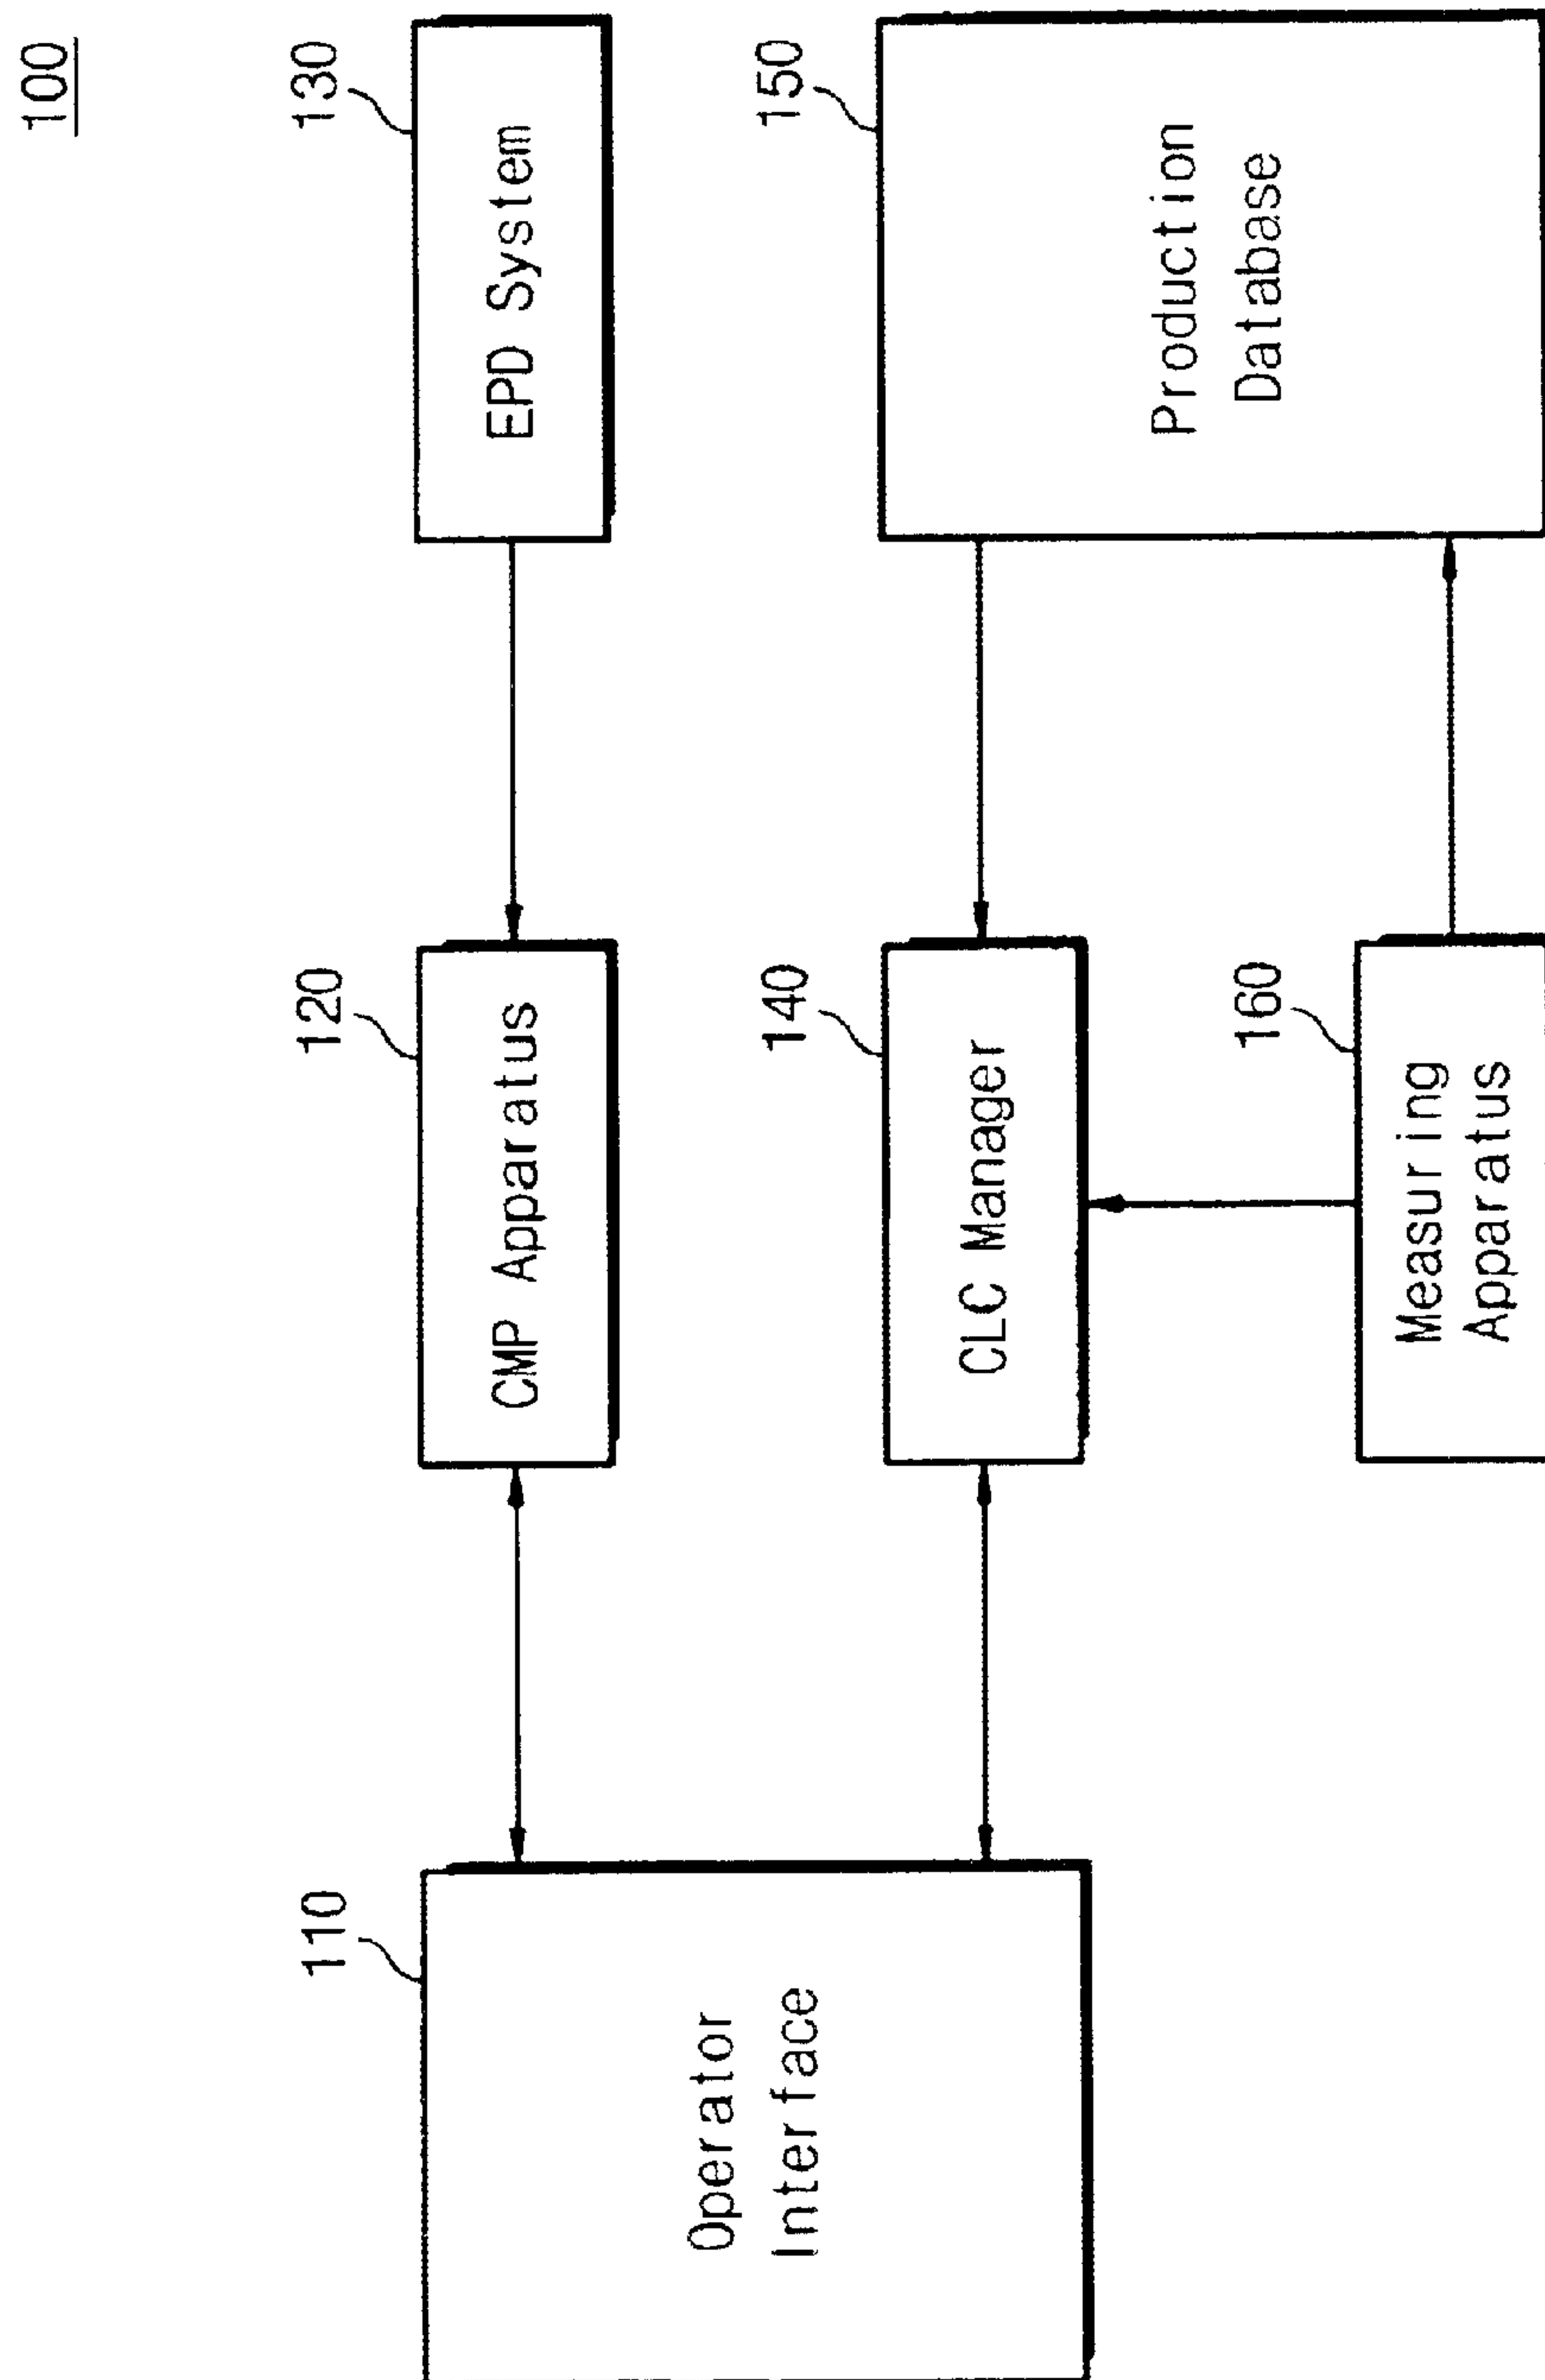 100
110
Operator
Interface
120
CMP Apparatus
130
EPD System
140
CLC Manager
150
Production
Database
160
Measuring
Apparatus